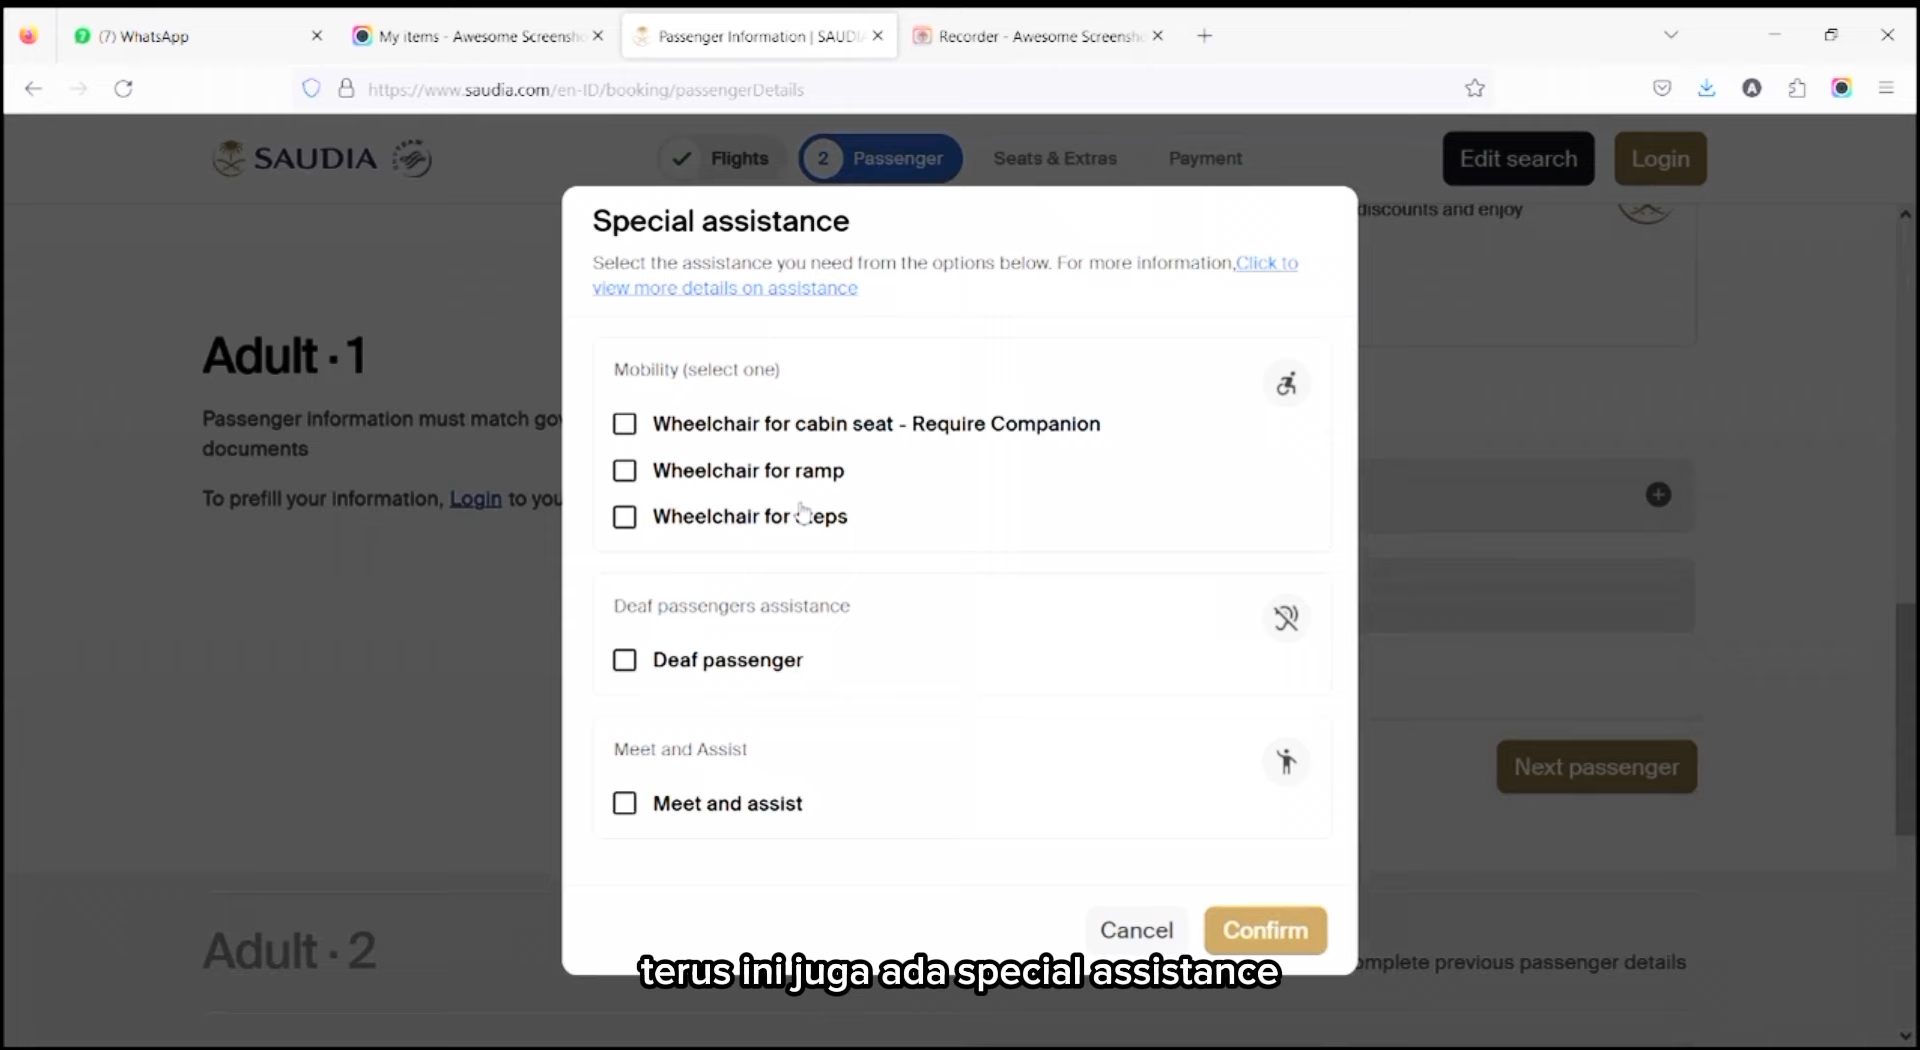 (7) WhatsApp
My items - Awesome Screensh
Passenger Information | SAUDI
Recorder - Awesome Screensh
https://www.saudia.com/en-ID/booking/passengerDetails
SAUDIA
Flights
2 Passenger
Seats & Extras
Payment
Edit search
Login
discounts and enjoy
Special assistance
Select the assistance you need from the options below. For more information,Click to
view more details on assistance
Adult · 1
Passenger information must match gov
documents
To prefill your information, Login to you
Mobility (select one)
Wheelchair for cabin seat - Require Companion
Wheelchair for ramp
Wheelchair for
Deaf passengers assistance
Deaf passenger
Meet and Assist
Meet and assist
Next passenger
Cancel
Confirm
Adult · 2
omplete previous passenger details
terus ini juga ada special assistance